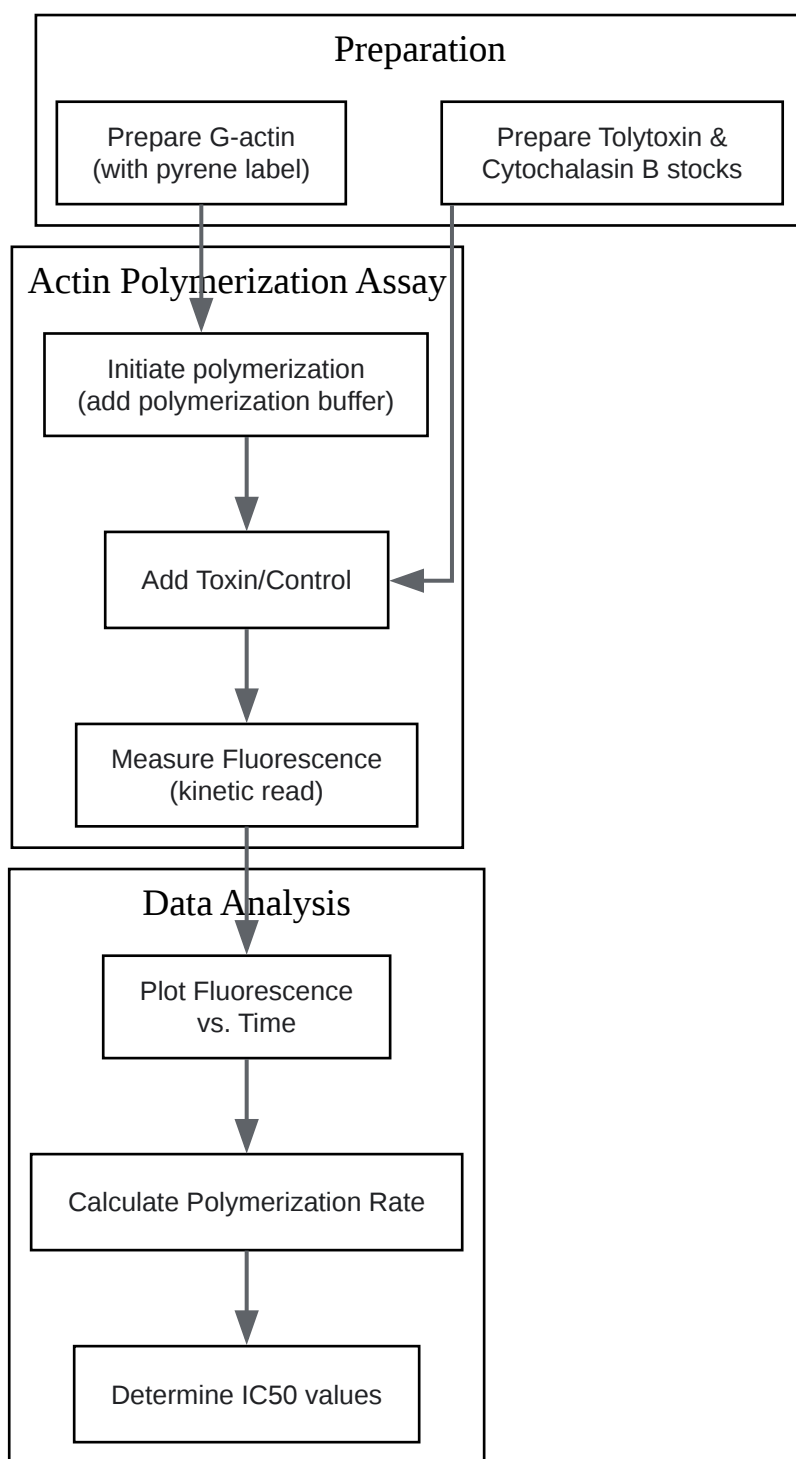 Preparation
Prepare G-actin
(with pyrene label)
Prepare Tolytoxin &
Cytochalasin B stocks
Actin Polymerization Assay
Initiate polymerization
(add polymerization buffer)
Add Toxin/Control
Measure Fluorescence
(kinetic read)
Data Analysis
Plot Fluorescence
vs. Time
Calculate Polymerization Rate
Determine IC50 values